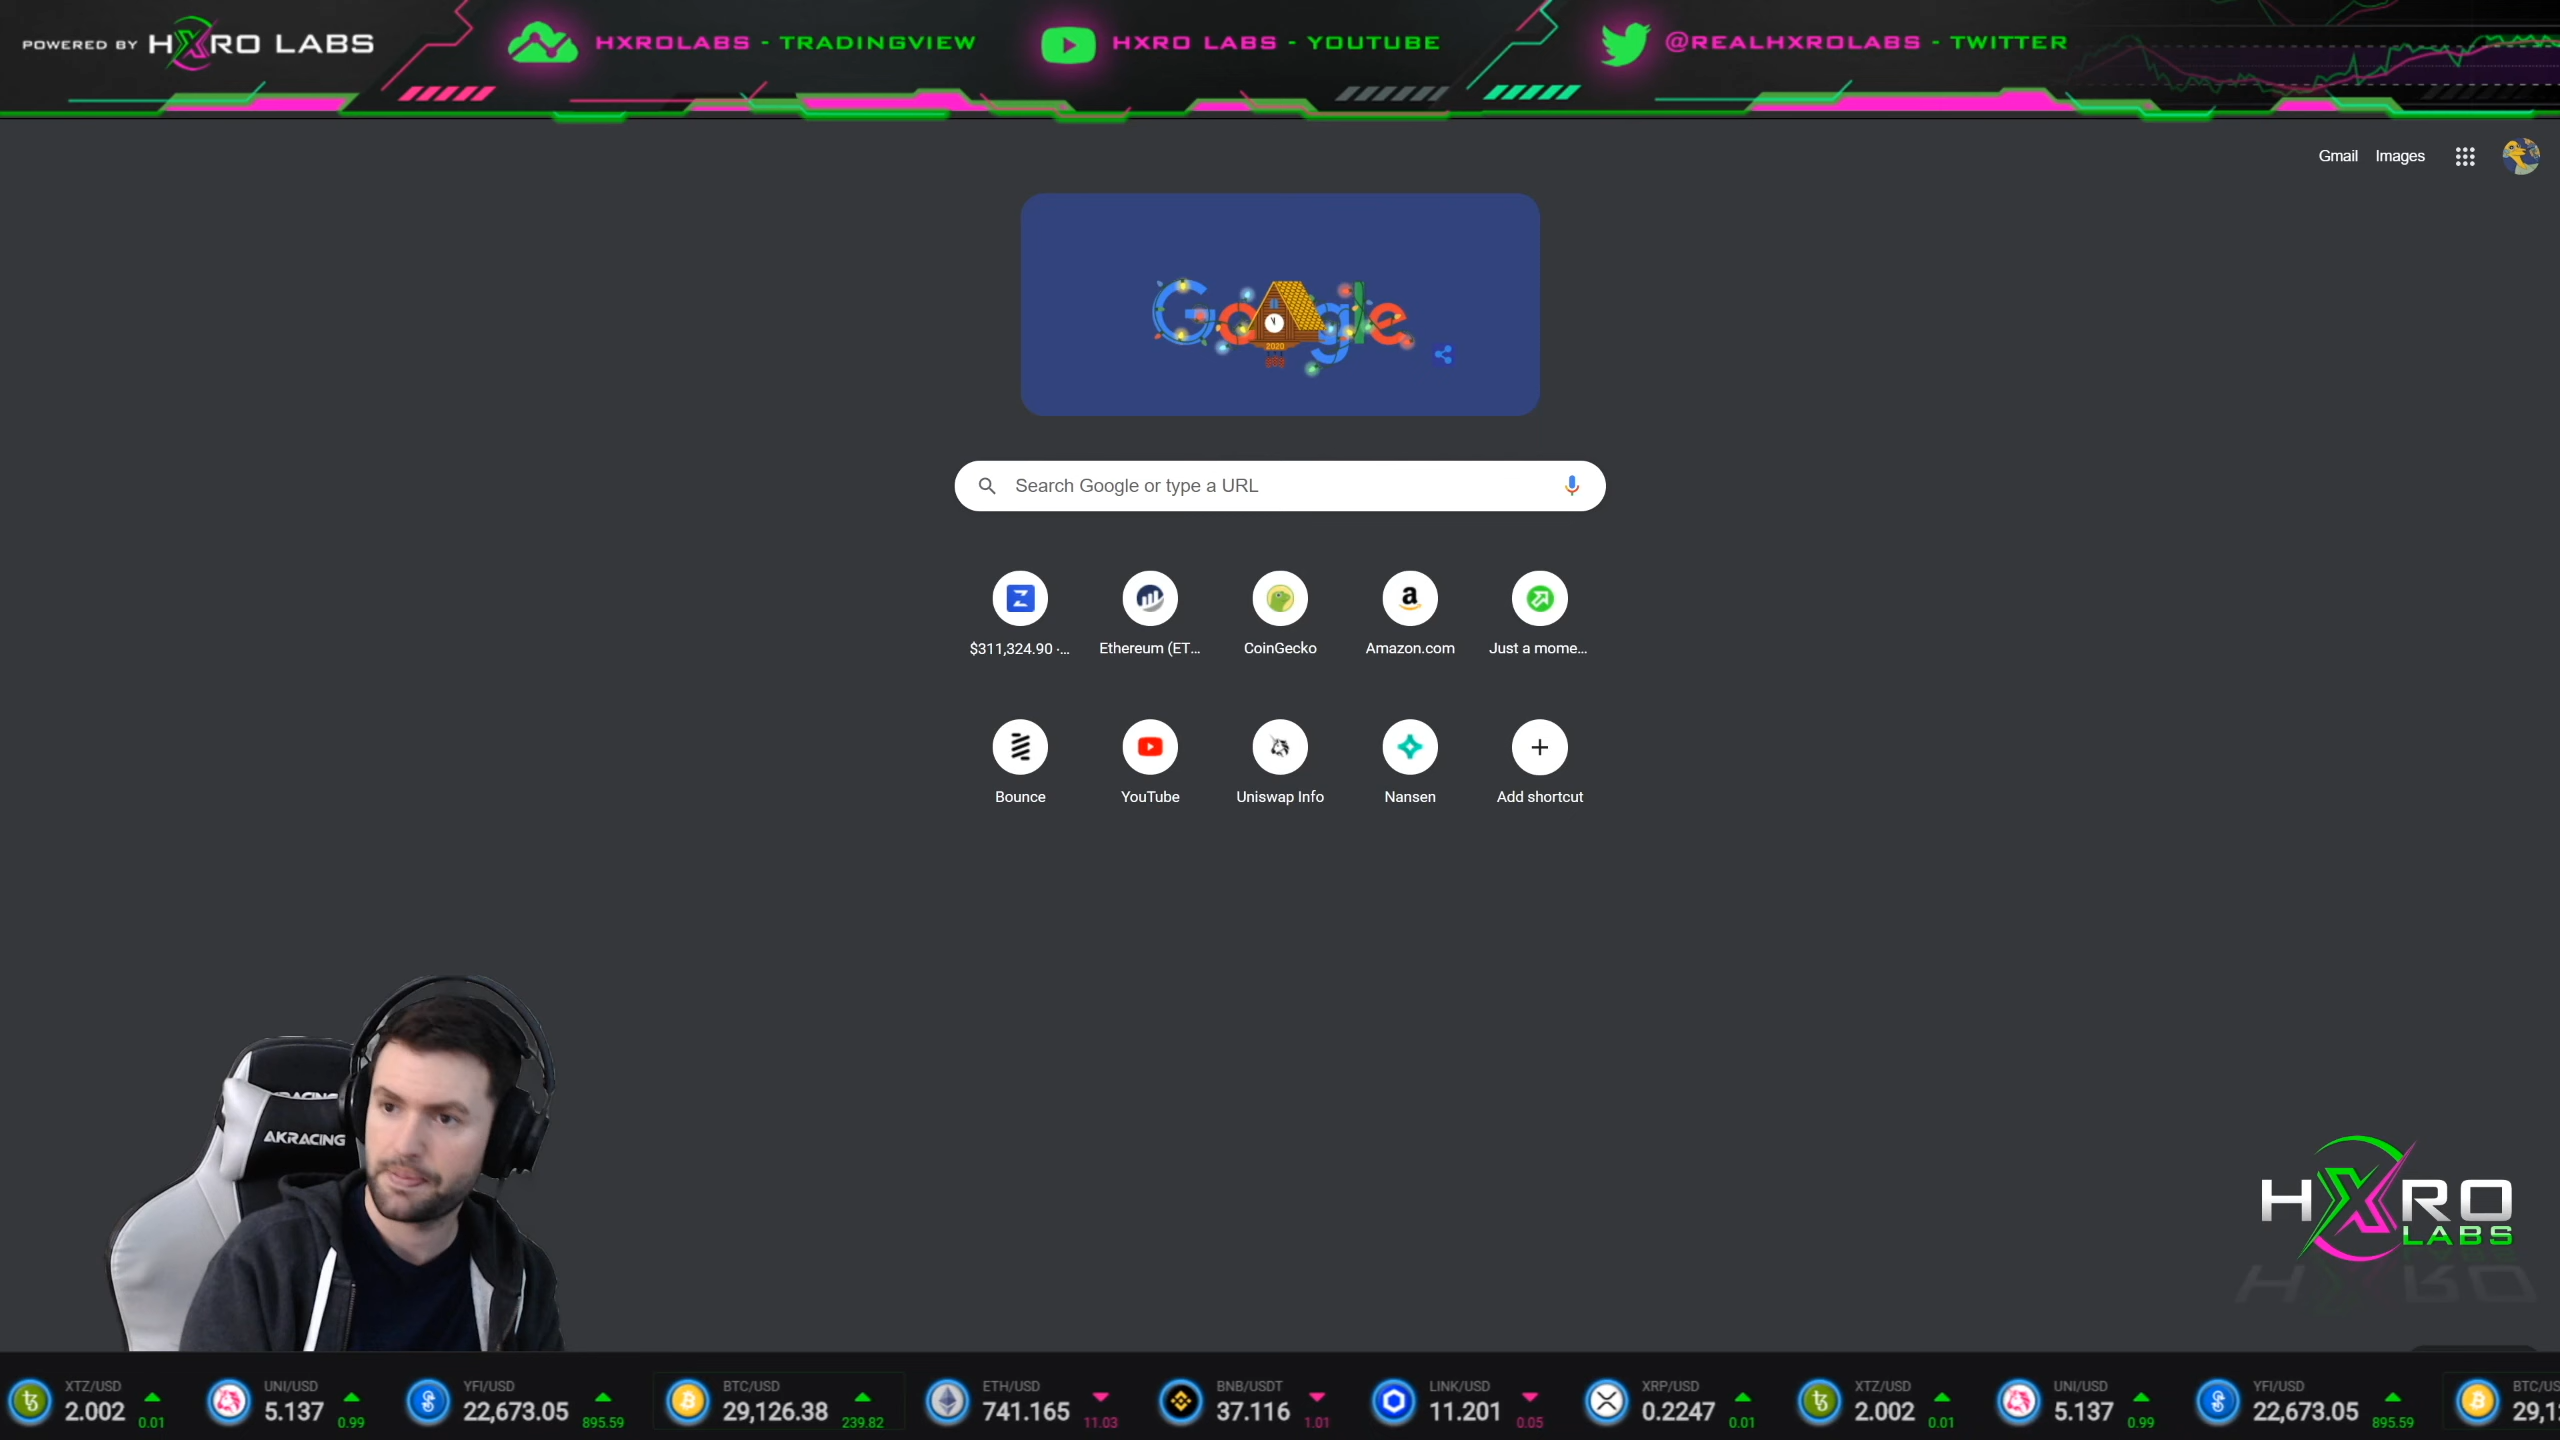 POWERED BY HXRO LABS
HXROLABS - TRADINGVIEW
HXRO LABS - YOUTUBE
@REALHXROLABS - TWITTER
Gmail Images
Google
2020
Search Google or type a URL
$311,324.90 ·...
Ethereum (ET...
CoinGecko
Amazon.com
Just a mome...
Bounce
YouTube
Uniswap Info
Nansen
Add shortcut
AKRACING
HXRO
LABS
XTZ/USD
2.002 0.01
UNI/USD
5.137 0.99
YFI/USD
22,673.05 895.59
BTC/USD
29,126.38 239.82
ETH/USD
741.165 11.03
BNB/USDT
37.116 1.01
LINK/USD
11.201 0.05
XRP/USD
0.2247 0.01
XTZ/USD
2.002 0.01
UNI/USD
5.137 0.99
YFI/USD
22,673.05 895.59